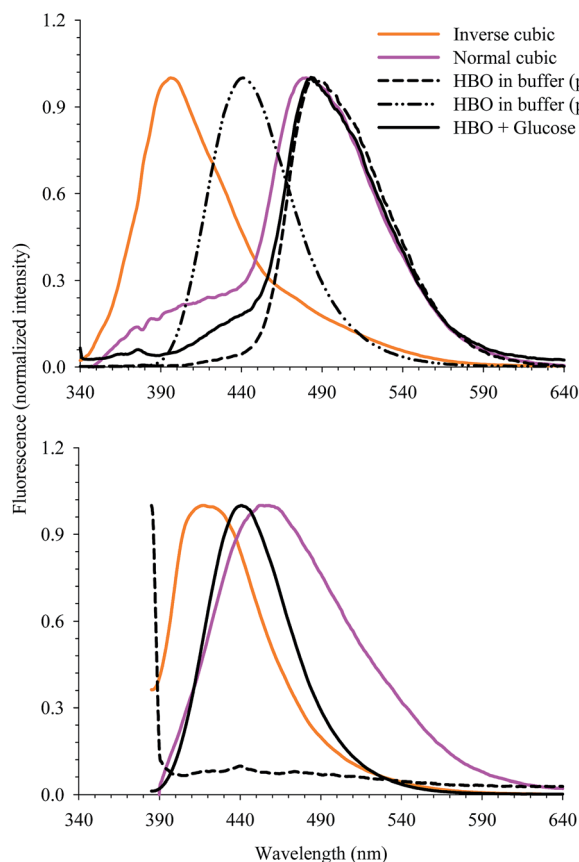 1.2
1.0
0.9
0.6
0.3
0.0
340 390 440 490 540 590 640
Inverse cubic
Normal cubic
HBO in buffer (p
HBO in buffer (p
HBO + Glucose
Fluorescence (normalized intensity)
1.2
0.9
0.6
0.3
0.0
340 390 440 490 540 590 640
Wavelength (nm)